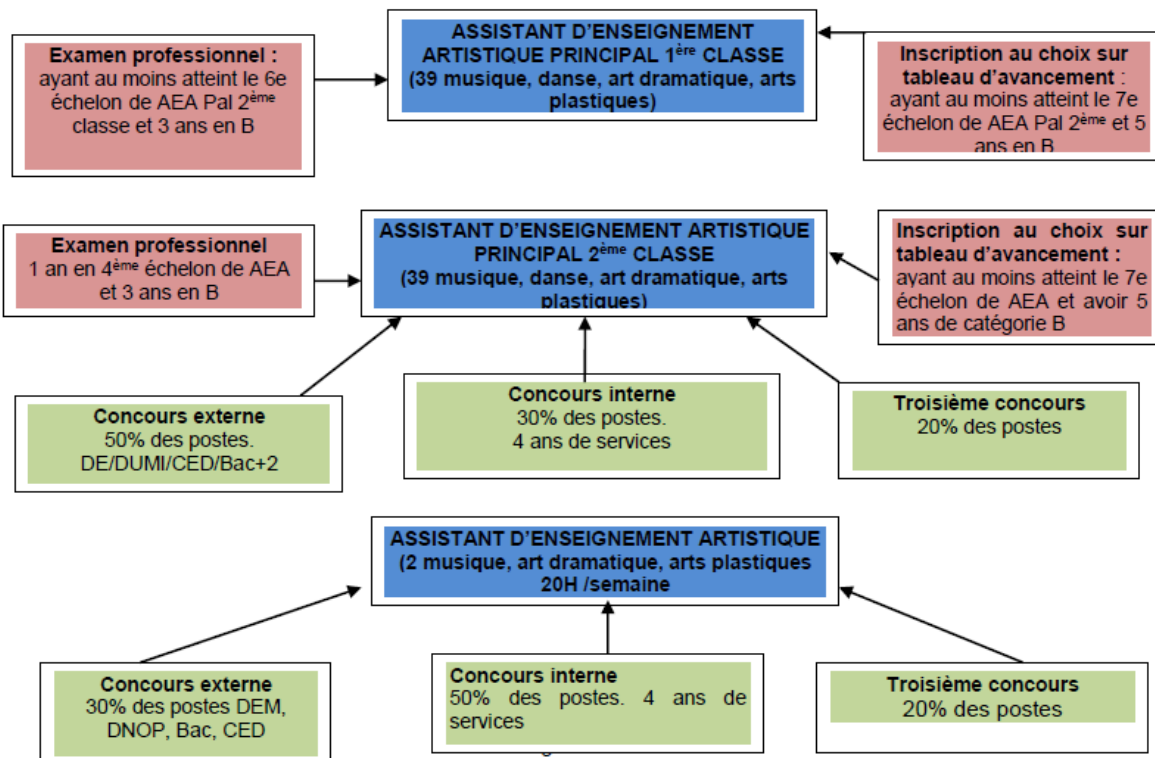 ASSISTANT D’ENSEIGNEMENT
ARTISTIQUE PRINCIPAL 1ère CLASSE
(39 musique, danse, art dramatique, arts
plastiques)
Examen professionnel :
ayant au moins atteint le 6e
échelon de AEA Pal 2ème
classe et 3 ans en B
Inscription au choix sur
tableau d’avancement :
ayant au moins atteint le 7e
échelon de AEA Pal 2ème et 5
ans en B
ASSISTANT D’ENSEIGNEMENT ARTISTIQUE
PRINCIPAL 2ème CLASSE
(39 musique, danse, art dramatique, arts
plastiques)
Examen professionnel
1 an en 4ème échelon de AEA
et 3 ans en B
Inscription au choix sur
tableau d’avancement :
ayant au moins atteint le 7e
échelon de AEA et avoir 5
ans de catégorie B
Concours externe
50% des postes.
DE/DUMI/CED/Bac+2
Concours interne
30% des postes.
4 ans de services
Troisième concours
20% des postes
ASSISTANT D’ENSEIGNEMENT ARTISTIQUE
(2 musique, art dramatique, arts plastiques
20H /semaine
Concours externe
30% des postes DEM,
DNOP, Bac, CED
Concours interne
50% des postes. 4 ans de
services
Troisième concours
20% des postes